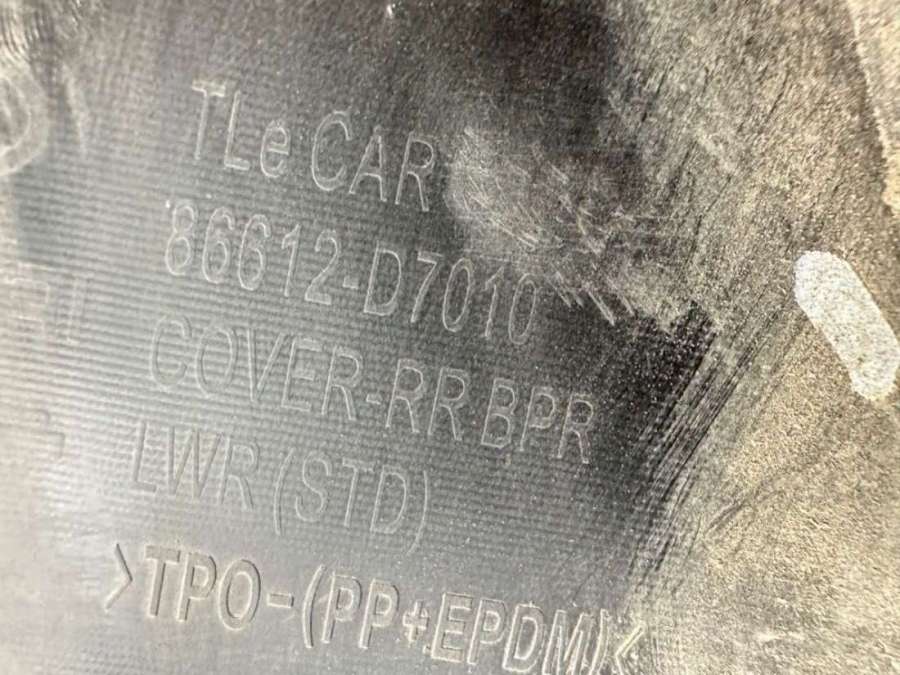 TLe CAR
86612-D7010
COVER-RR BPR
LWR (STD)
>TPO-(PP+EPDM)<